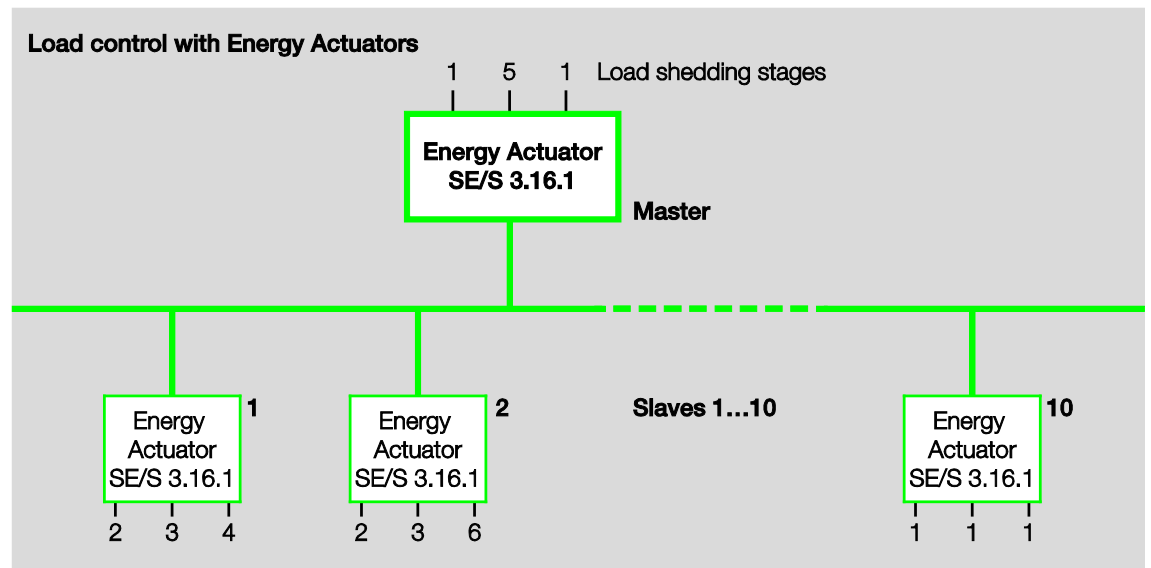 Load control with Energy Actuators
1 5 1 Load shedding stages
Energy Actuator
SE/S 3.16.1
Master
Energy
Actuator
SE/S 3.16.1
1
2 3 4
Energy
Actuator
SE/S 3.16.1
2
2 3 6
Slaves 1...10
Energy
Actuator
SE/S 3.16.1
10
1 1 1